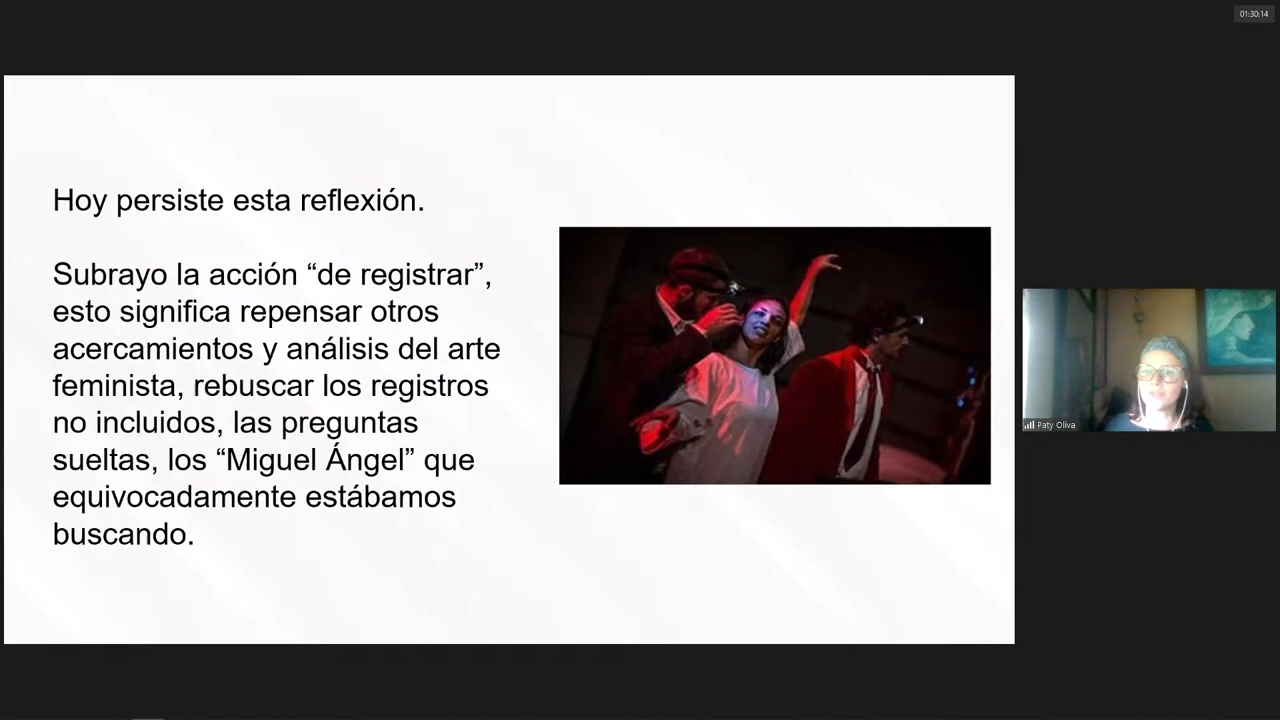 01:30:14
Hoy persiste esta reflexión.
Subrayo la acción “de registrar”,
esto significa repensar otros
acercamientos y análisis del arte
feminista, rebuscar los registros
no incluidos, las preguntas
sueltas, los “Miguel Ángel” que
equivocadamente estábamos
buscando.
Paty Oliva